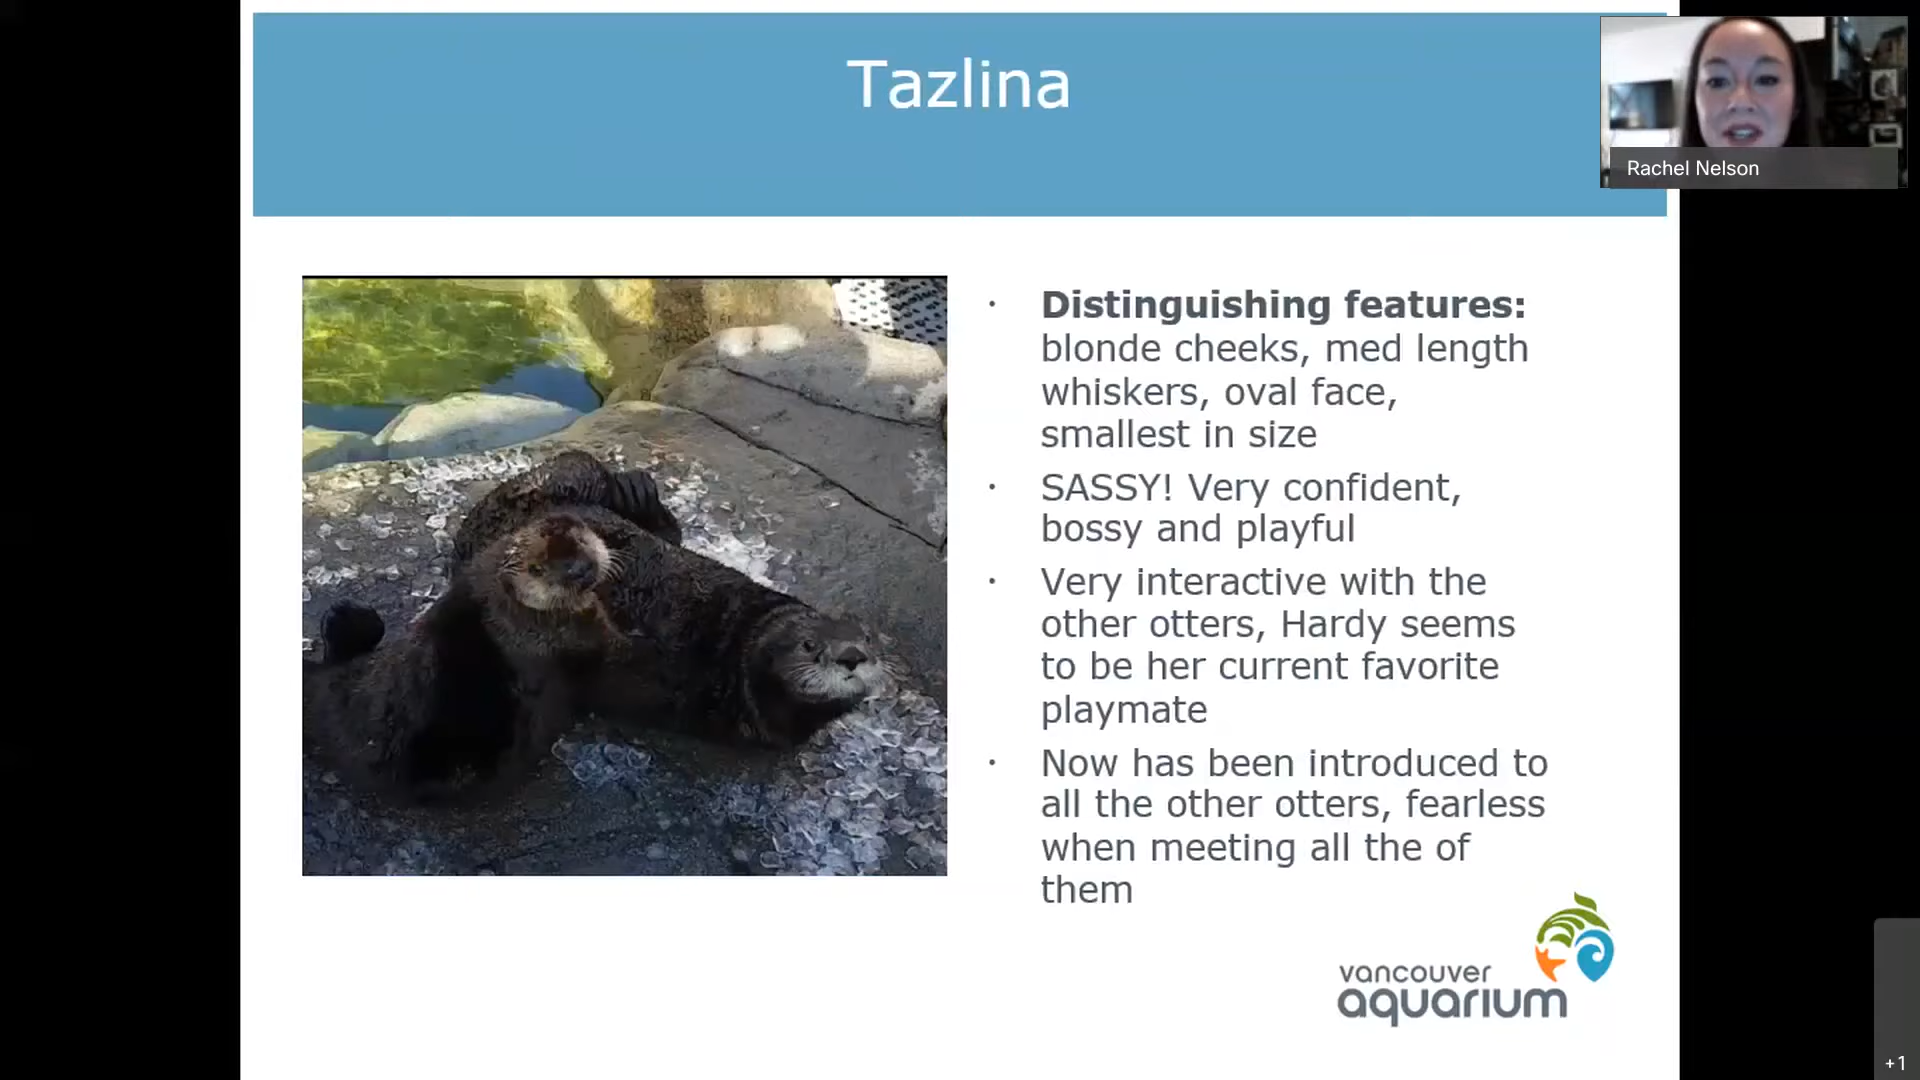 Tazlina
Rachel Nelson
· Distinguishing features:
blonde cheeks, med length
whiskers, oval face,
smallest in size
· SASSY! Very confident,
bossy and playful
· Very interactive with the
other otters, Hardy seems
to be her current favorite
playmate
· Now has been introduced to
all the other otters, fearless
when meeting all the of
them
vancouver
aquarium
+1